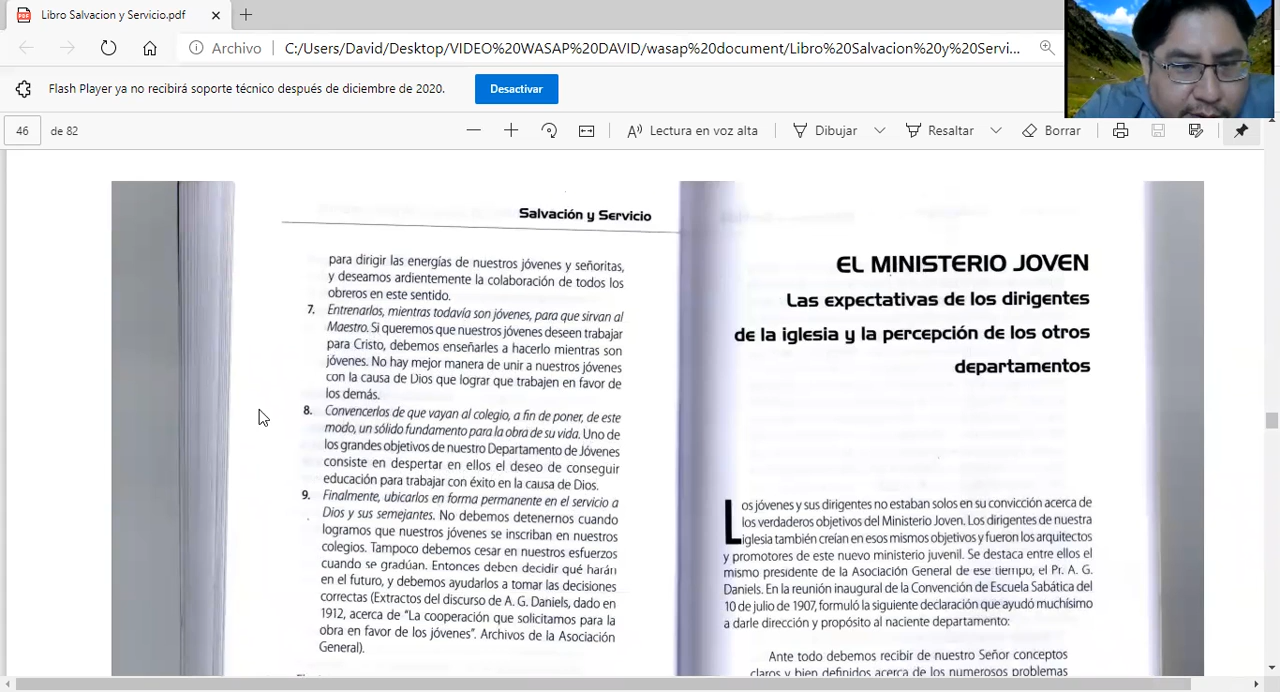 Libro Salvacion y Servicio.pdf
Archivo
C:/Users/David/Desktop/VIDEO%20WASAP%20DAVID/wasap%20document/Libro%20Salvacion%20y%20Servi...
Flash Player ya no recibirá soporte técnico después de diciembre de 2020.
Desactivar
46
de 82
Lectura en voz alta
Dibujar
Resaltar
Borrar
Salvación y Servicio
para dirigir las energías de nuestros jóvenes y señoritas,
y deseamos ardientemente la colaboración de todos los
obreros en este sentido.
7. Entrenarlos, mientras todavía son jóvenes, para que sirvan al
Maestro. Si queremos que nuestros jóvenes deseen trabajar
para Cristo, debemos enseñarles a hacerlo mientras son
jóvenes. No hay mejor manera de unir a nuestros jóvenes
con la causa de Dios que lograr que trabajen en favor de
los demás.
8. Convencerlos de que vayan al colegio, a fin de poner, de este
modo, un sólido fundamento para la obra de su vida. Uno de
los grandes objetivos de nuestro Departamento de Jóvenes
consiste en despertar en ellos el deseo de conseguir
educación para trabajar con éxito en la causa de Dios.
9. Finalmente, ubicarlos en forma permanente en el servicio a
Dios y sus semejantes. No debemos detenernos cuando
logramos que nuestros jóvenes se inscriban en nuestros
colegios. Tampoco debemos cesar en nuestros esfuerzos
cuando se gradúan. Entonces deben decidir qué harán
en el futuro, y debemos ayudarlos a tomar las decisiones
correctas (Extractos del discurso de A. G. Daniels, dado en
1912, acerca de "La cooperación que solicitamos para la
obra en favor de los jóvenes". Archivos de la Asociación
General).
EL MINISTERIO JOVEN
Las expectativas de los dirigentes
de la iglesia y la percepción de los otros
departamentos
Los jóvenes y sus dirigentes no estaban solos en su convicción acerca de
los verdaderos objetivos del Ministerio Joven. Los dirigentes de nuestra
iglesia también creían en esos mismos objetivos y fueron los arquitectos
y promotores de este nuevo ministerio juvenil. Se destaca entre ellos el
mismo presidente de la Asociación General de ese tiempo, el Pr. A. G.
Daniels. En la reunión inaugural de la Convención de Escuela Sabática del
10 de julio de 1907, formuló la siguiente declaración que ayudó muchísimo
a darle dirección y propósito al naciente departamento:
Ante todo debemos recibir de nuestro Señor conceptos
claros y bien definidos acerca de los numerosos problemas